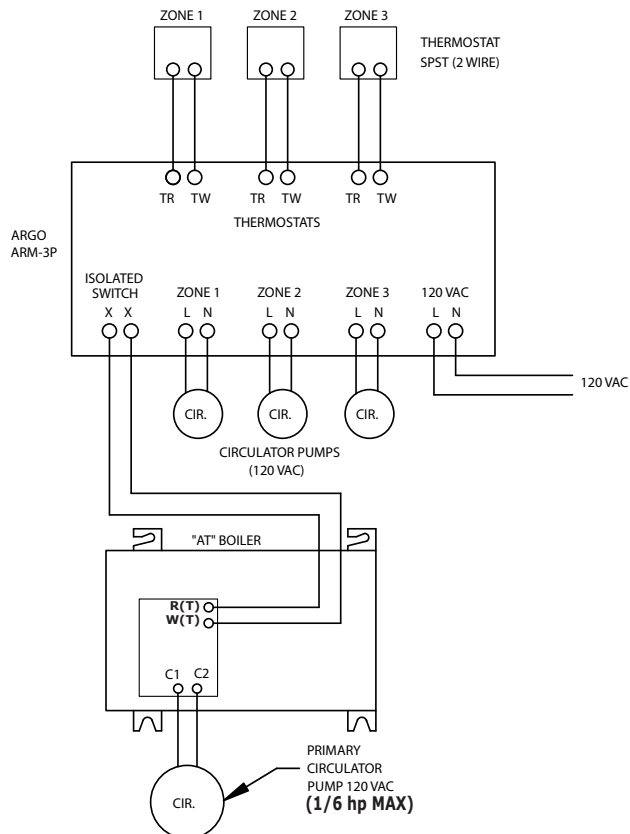 ZONE 1
ZONE 2
ZONE 3
THERMOSTAT
SPST (2 WIRE)
TR TW
TR TW
TR TW
THERMOSTATS
ARGO
ARM-3P
ISOLATED
SWITCH
ZONE 1
ZONE 2
ZONE 3
120 VAC
X X
L N
L N
L N
L N
120 VAC
CIR.
CIR.
CIR.
CIRCULATOR PUMPS
(120 VAC)
"AT" BOILER
R(T)
W(T)
C1 C2
PRIMARY
CIRCULATOR
PUMP 120 VAC
(1/6 hp MAX)
CIR.